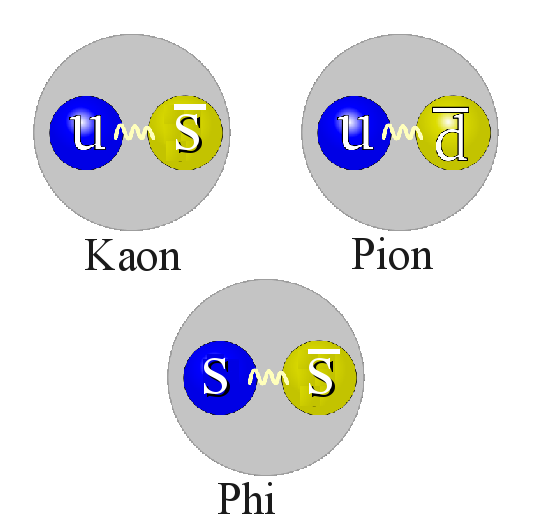 u s̅ u d̅
Kaon Pion
s s̅
Phi